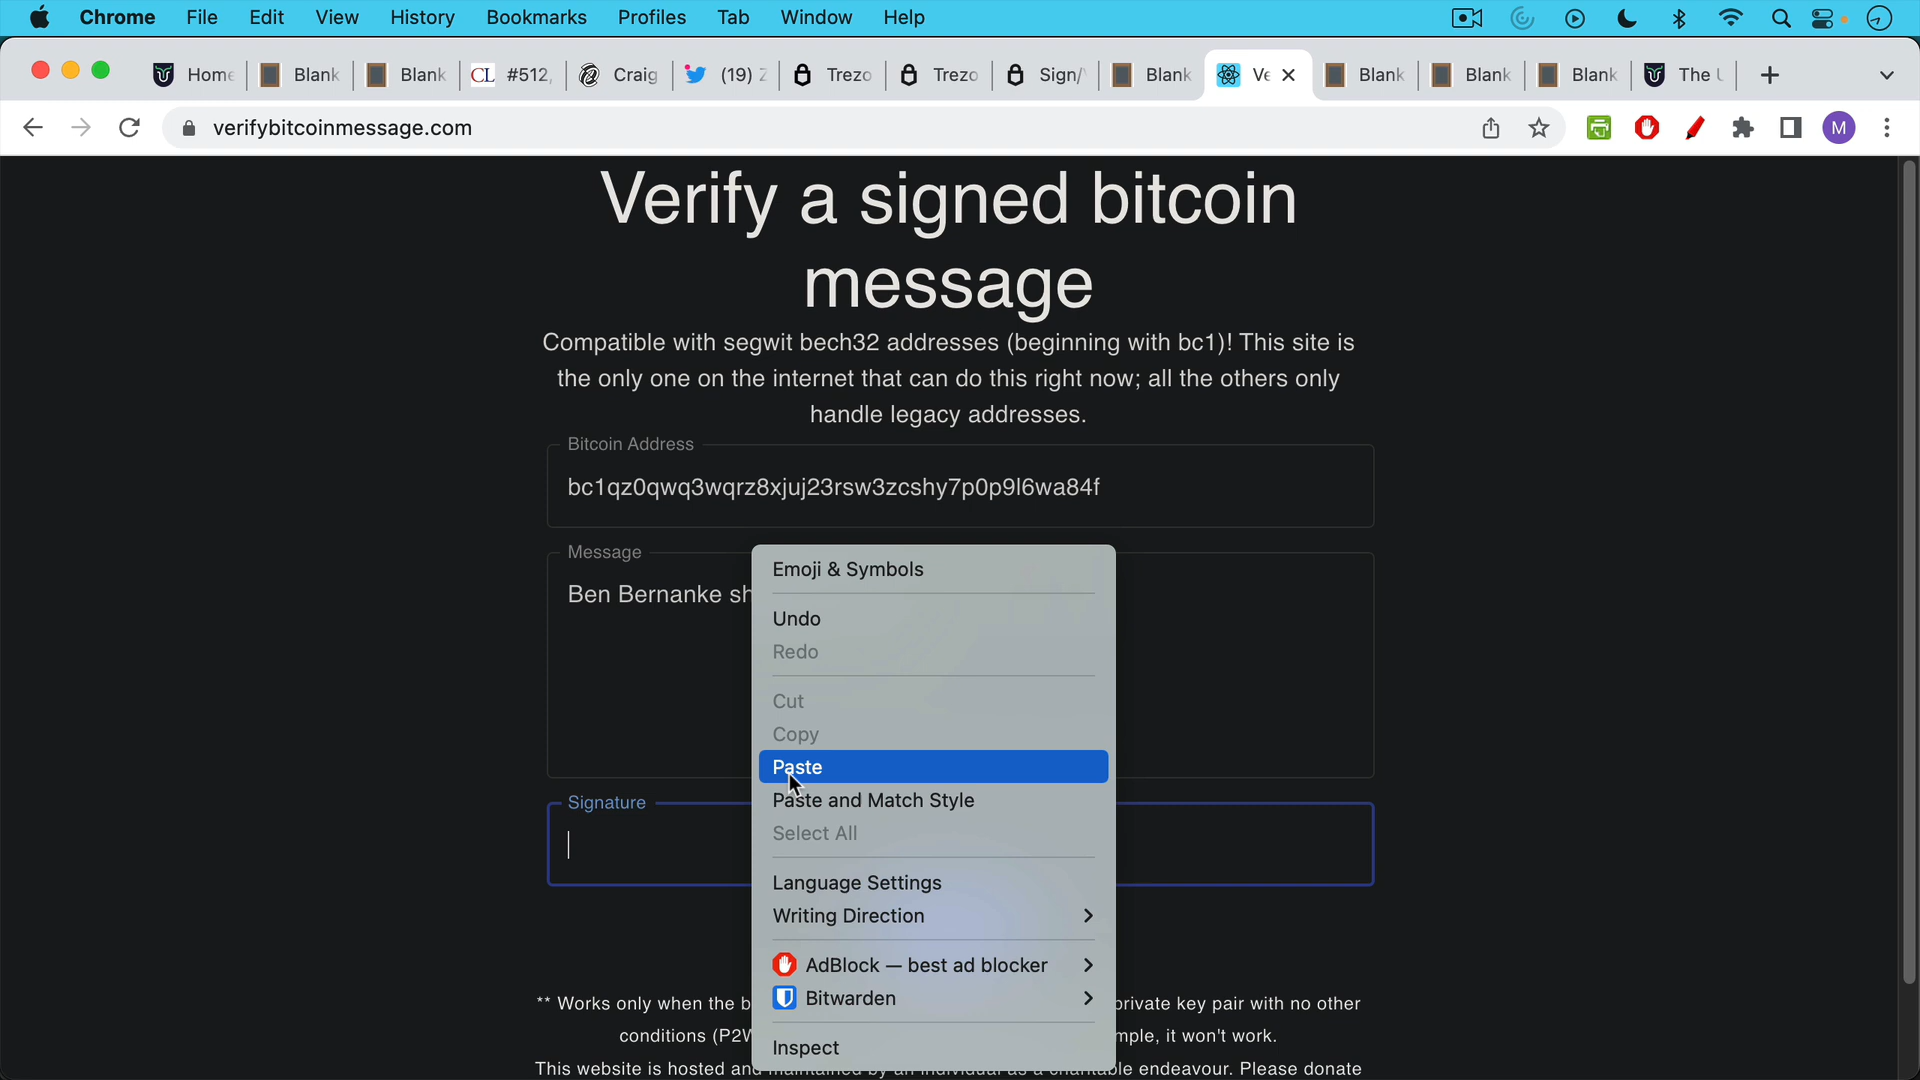 Chrome File Edit View History Bookmarks Profiles Tab Window Help
Home Blank Blank CL #512, Craig (19) Z Trezo Trezo Sign/ Blank Ve Blank Blank Blank The U
verifybitcoinmessage.com M
Verify a signed bitcoin
message
Compatible with segwit bech32 addresses (beginning with bc1)! This site is
the only one on the internet that can do this right now; all the others only
handle legacy addresses.
Bitcoin Address
bc1qz0qwq3wqrz8xjuj23rsw3zcshy7p0p9l6wa84f
Message
Ben Bernanke sh
Emoji & Symbols
Undo
Redo
Cut
Copy
Paste
Paste and Match Style
Select All
Language Settings
Writing Direction
AdBlock — best ad blocker
Bitwarden
Inspect
Signature
** Works only when the b private key pair with no other
conditions (P2W mple, it won't work.
This website is hosted and maintained by an individual as a charitable endeavour. Please donate